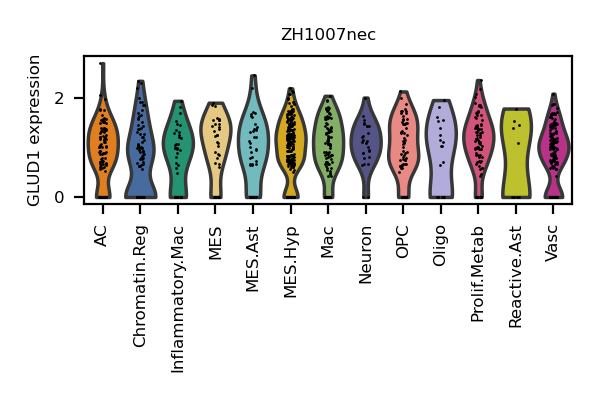 ZH1007nec
GLUD1 expression
2
0
AC
Chromatin.Reg
Inflammatory.Mac
MES
MES.Ast
MES.Hyp
Mac
Neuron
OPC
Oligo
Prolif.Metab
Reactive.Ast
Vasc